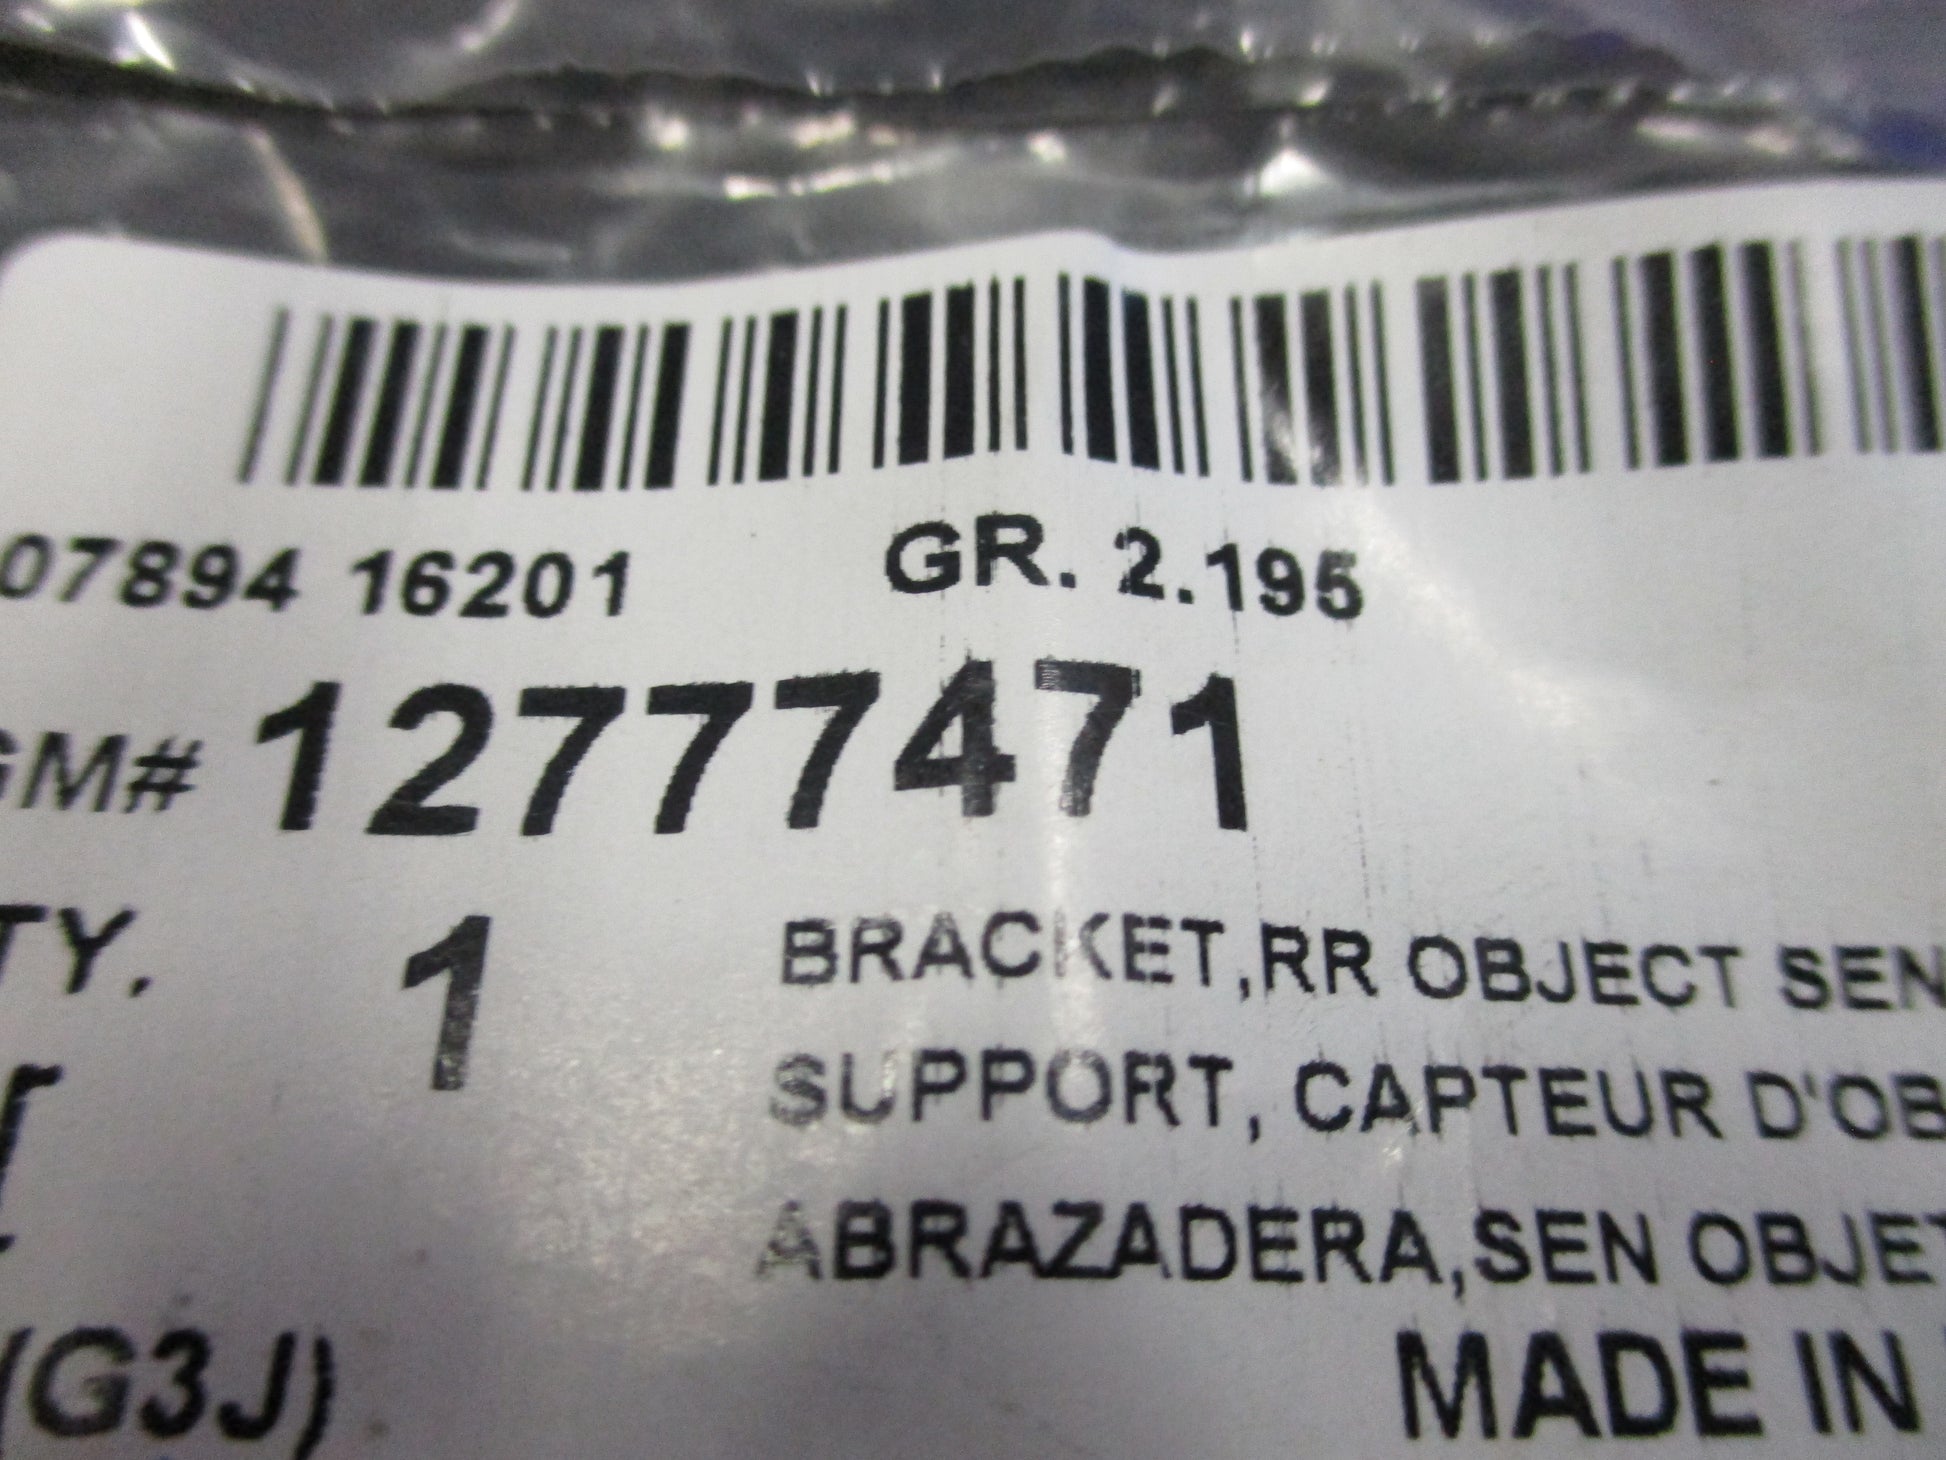 07894 16201 GR. 2.195
GM# 12777471
TY. 1 BRACKET,RR OBJECT SEN
SUPPORT, CAPTEUR D'OB
ABRAZADERA,SEN OBJET
(G3J) MADE IN